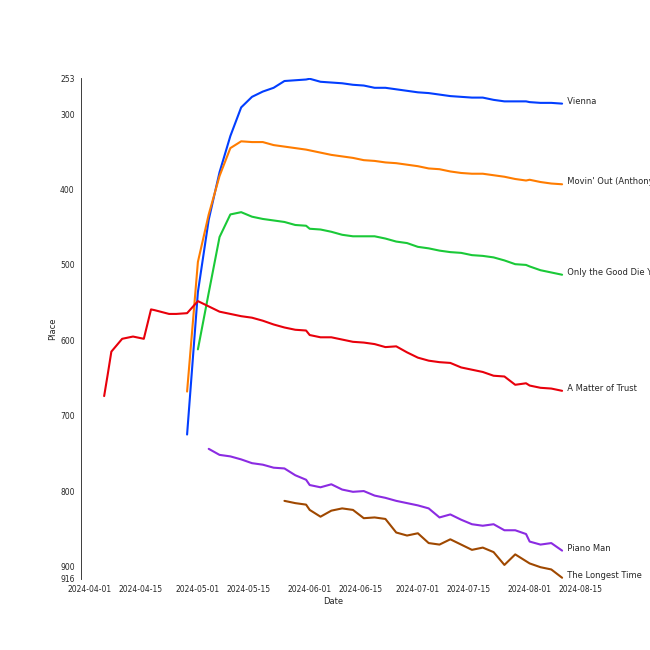 253
300
400
500
600
700
800
900
916
Place
Vienna
Movin' Out (Anthony
Only the Good Die Y
A Matter of Trust
Piano Man
The Longest Time
2024-04-01 2024-04-15 2024-05-01 2024-05-15 2024-06-01 2024-06-15 2024-07-01 2024-07-15 2024-08-01 2024-08-15
Date